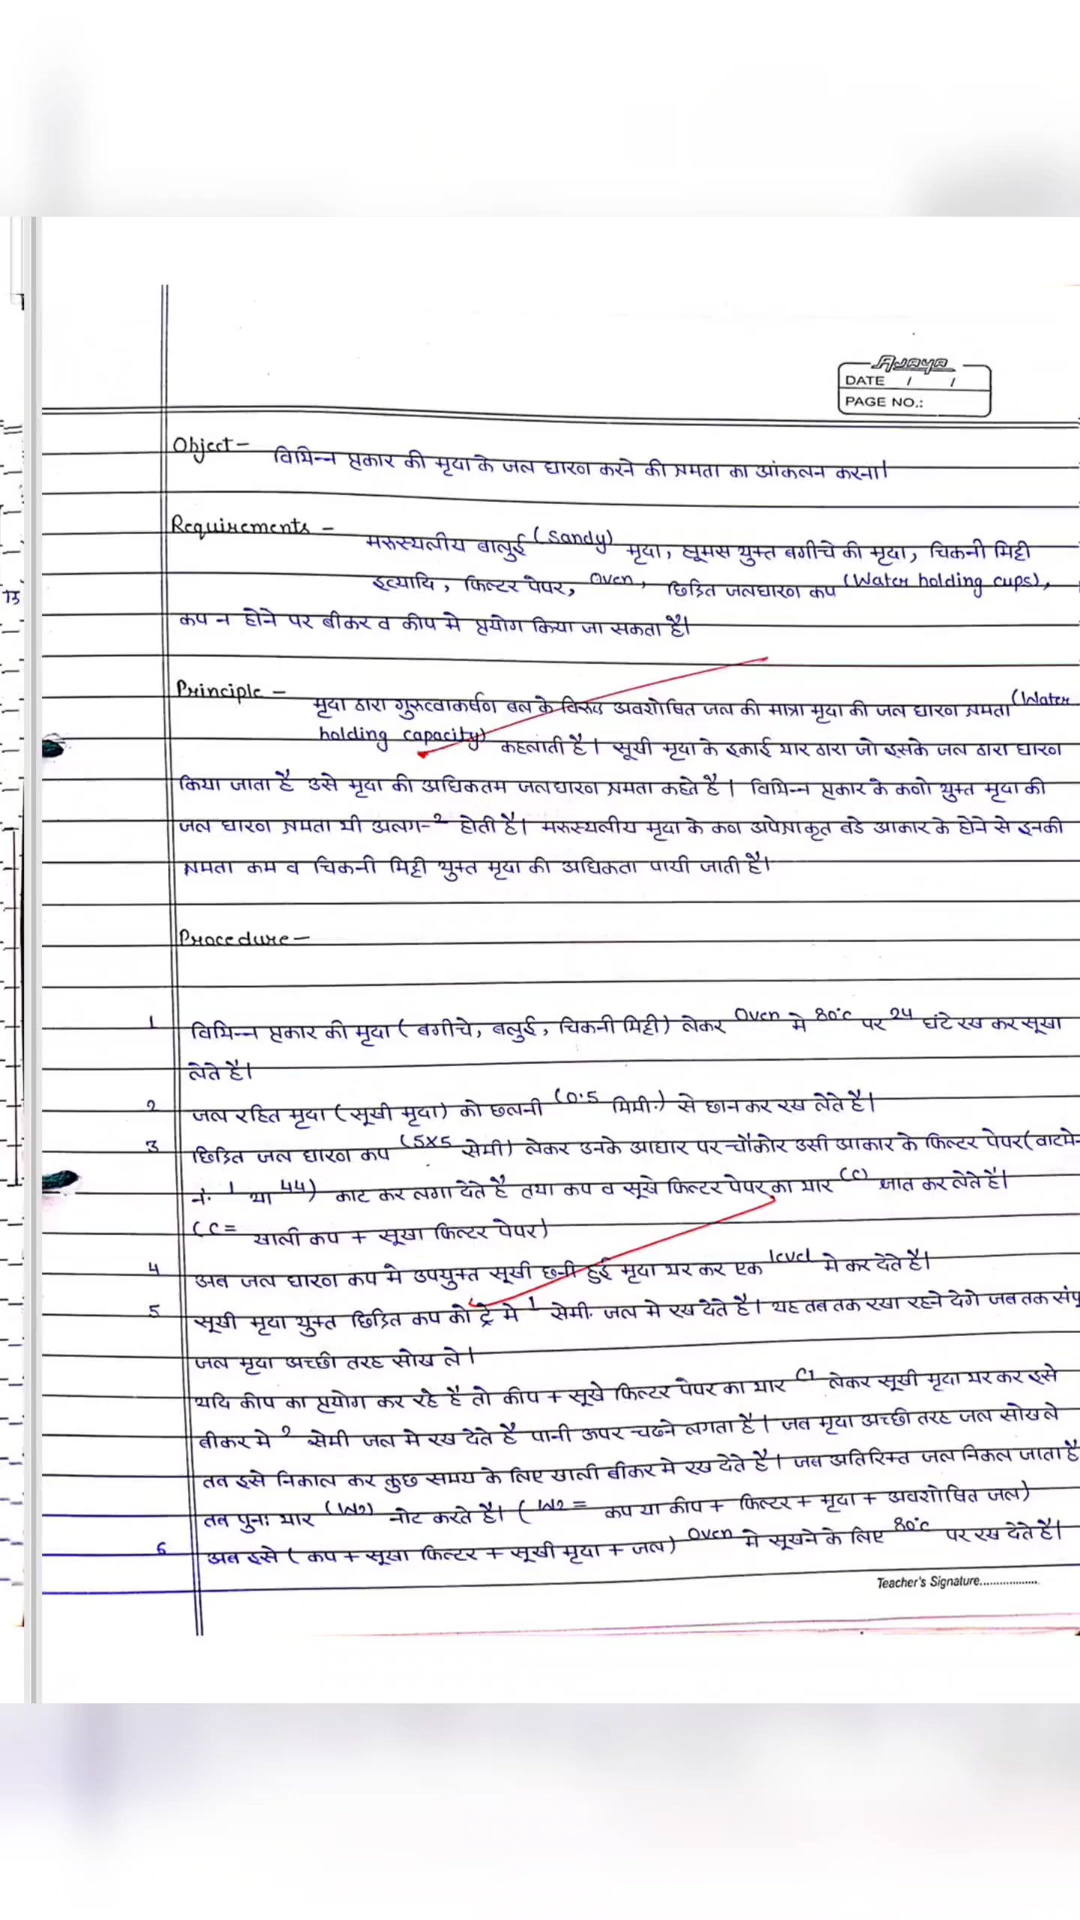 Ajaya
DATE / /
PAGE NO.:
Object-
विभिन्न प्रकार की मृदा के जल धारण करने की क्षमता का आंकलन करना।
Requirements -
मरुस्थलीय बालुई (Sandy) मृदा, ह्यूमस युक्त बगीचे की मृदा, चिकनी मिट्टी
इत्यादि, फिल्टर पेपर, Oven, छिद्रित जलधारण कप (Water holding cups),
कप न होने पर बीकर व कीप मे प्रयोग किया जा सकता है।
Principle -
मृदा द्वारा गुरुत्वाकर्षण बल के विरुद्ध अवशोषित जल की मात्रा मृदा की जल धारण क्षमता (Water
holding capacity) कहलाती है। सूखी मृदा के इकाई भार द्वारा जो इसके जल द्वारा धारण
किया जाता है उसे मृदा की अधिकतम जलधारण क्षमता कहते है। विभिन्न प्रकार के कणो युक्त मृदा की
जल धारण क्षमता भी अलग-2 होती है। मरुस्थलीय मृदा के कण अपेक्षाकृत बडे आकार के होने से इनकी
क्षमता कम व चिकनी मिट्टी युक्त मृदा की अधिकता पायी जाती है।
Procedure-
1 विभिन्न प्रकार की मृदा ( बगीचे, बलुई, चिकनी मिट्टी) लेकर Oven मे 80°c पर 24 घंटे रख कर सूखा
लेते है।
2 जल रहित मृदा ( सूखी मृदा) को छलनी (0.5 मिमी.) से छान कर रख लेते है।
3 छिद्रित जल धारण कप (5x5 सेमी) लेकर उनके आधार पर चौकोर उसी आकार के फिल्टर पेपर (वाटमे
नं. 1 या 44) काट कर लगा देते है तथा कप व सूखे फिल्टर पेपर का भार (C) ज्ञात कर लेते है।
(C= खाली कप + सूखा फिल्टर पेपर)
4 अब जल धारण कप मे उपयुक्त सूखी छनी हुई मृदा भर कर एक level मे कर देते है।
5 सूखी मृदा युक्त छिद्रित कप को ट्रे मे 1 सेमी. जल मे रख देते है। यह तब तक रखा रहने देगे जब तक संपू
जल मृदा अच्छी तरह सोख ले।
यदि कीप का प्रयोग कर रहे है तो कीप + सूखे फिल्टर पेपर का भार C1 लेकर सूखी मृदा भर कर इसे
बीकर मे 2 सेमी जल मे रख देते है पानी ऊपर चढने लगता है। जब मृदा अच्छी तरह जल सोख ले
तब इसे निकाल कर कुछ समय के लिए खाली बीकर मे रख देते है। जब अतिरिक्त जल निकल जाता है
तब पुनः भार (W2) नोट करते है। ( W2 = कप या कीप + फिल्टर + मृदा + अवशोषित जल)
6 अब इसे ( कप + सूखा फिल्टर + सूखी मृदा + जल) Oven मे सूखने के लिए 80°c पर रख देते है।
Teacher's Signature..................